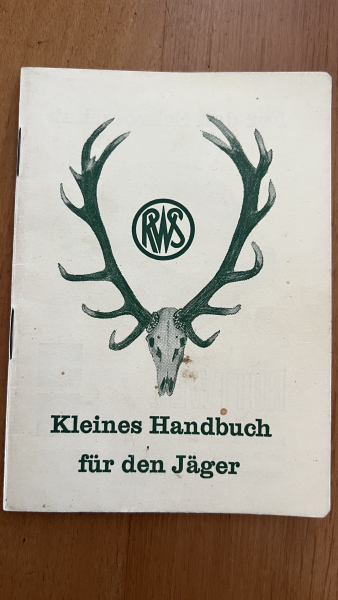 RWS
Kleines Handbuch
für den Jäger